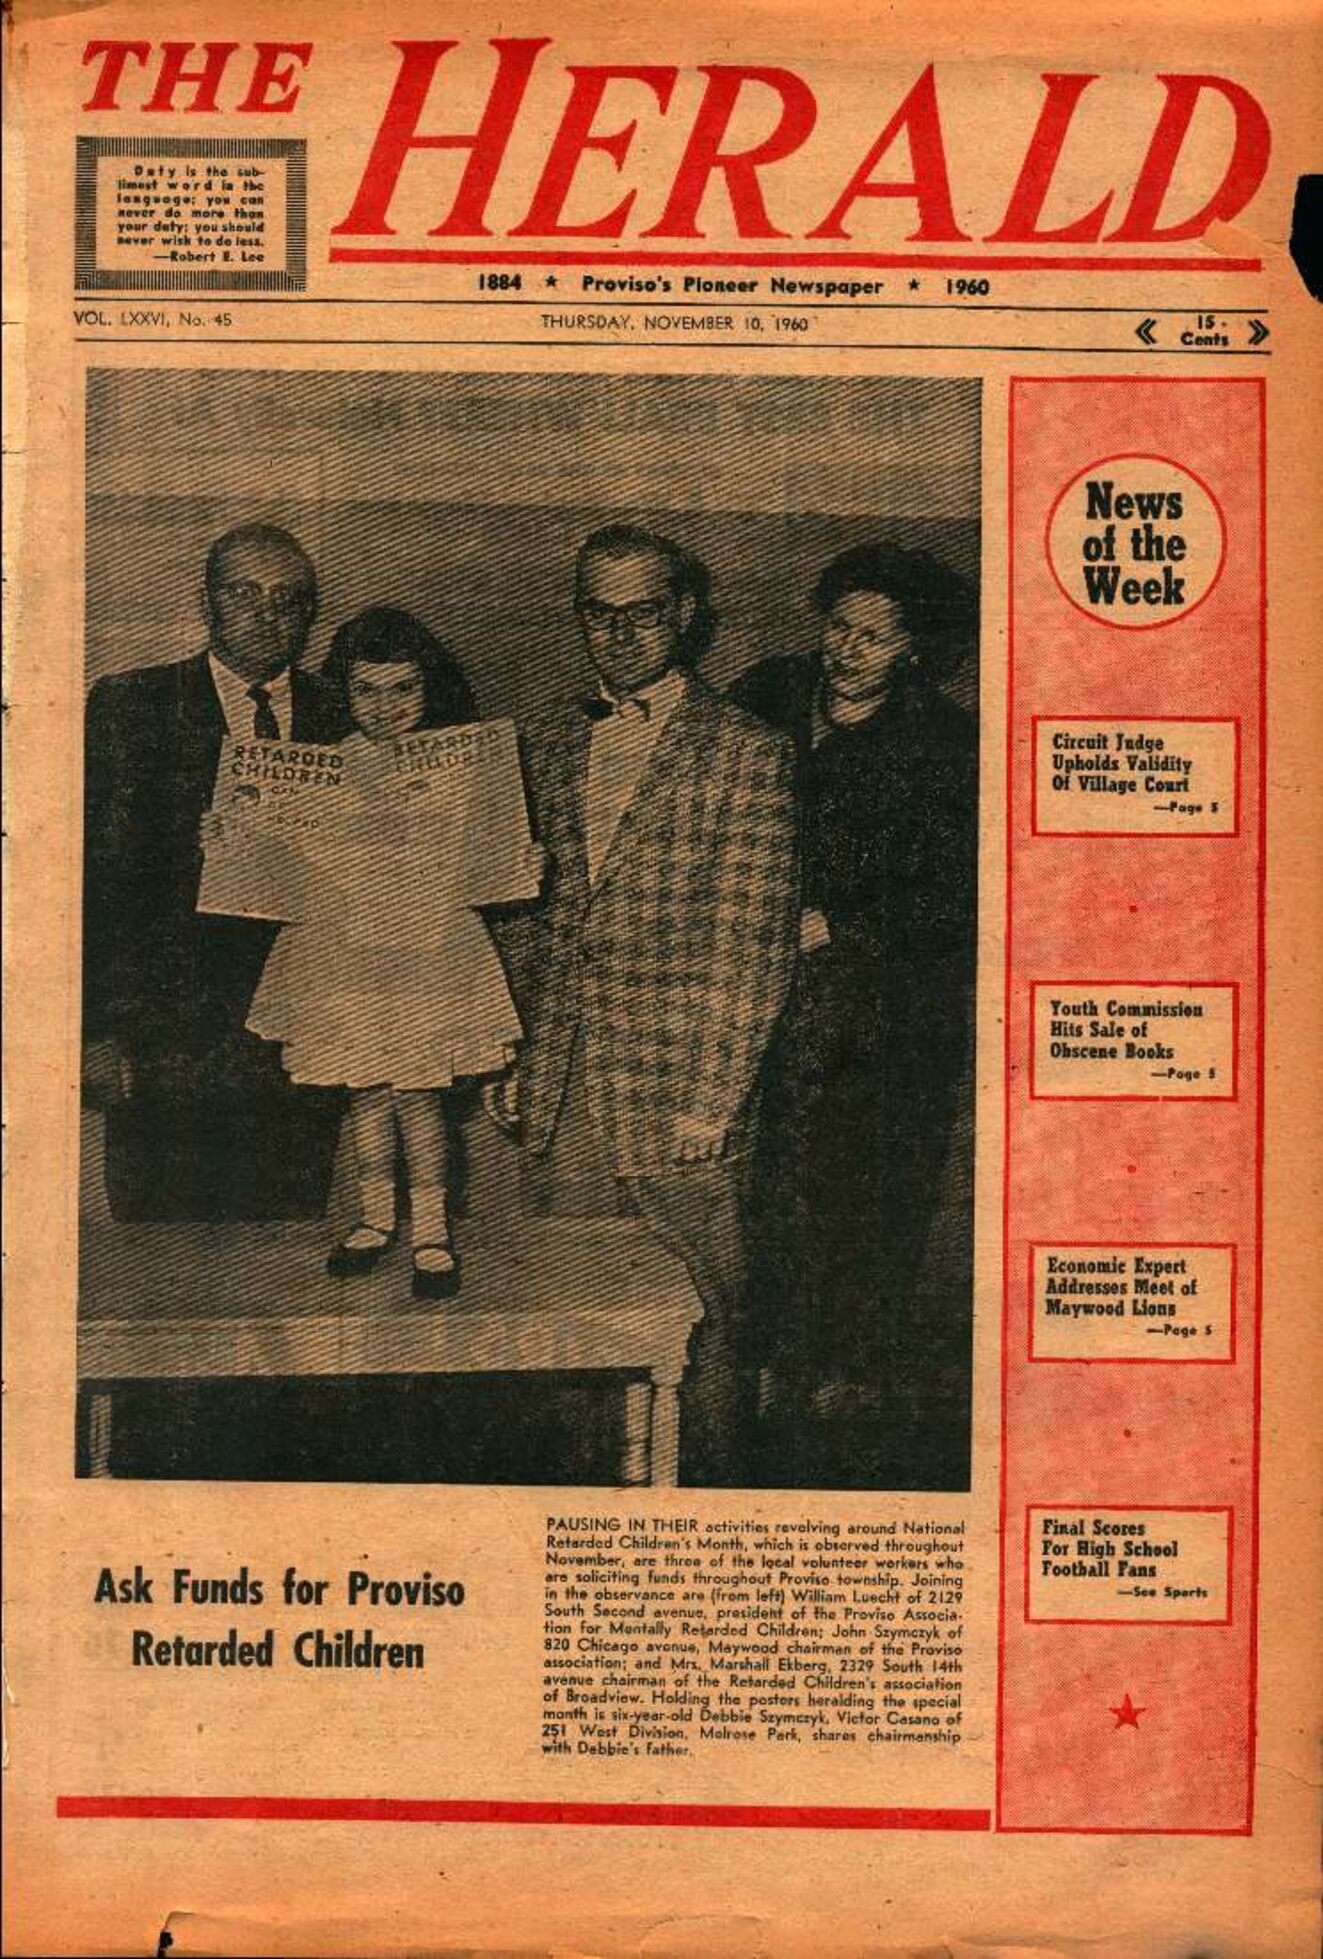 THE HERALD
Duty is the sub-
limest word in the
language; you can
never do more than
your duty; you should
never wish to do less.
—Robert E. Lee
1884 ★ Proviso's Pioneer Newspaper ★ 1960
VOL. LXXVI, No. 45
THURSDAY, NOVEMBER 10, 1960
« 15
Cents »
RETARDED
CHILDREN
CAN
BE
RETARDED
News
of the
Week
Circuit Judge
Upholds Validity
Of Village Court
—Page 5
Youth Commission
Hits Sale of
Obscene Books
—Page 5
Economic Expert
Addresses Meet of
Maywood Lions
—Page 5
Final Scores
For High School
Football Fans
—See Sports
★
Ask Funds for Proviso
Retarded Children
PAUSING IN THEIR activities revolving around National
Retarded Children's Month, which is observed throughout
November, are three of the local volunteer workers who
are soliciting funds throughout Proviso township. Joining
in the observance are (from left) William Luecht of 2129
South Second avenue, president of the Proviso Associa-
tion for Mentally Retarded Children; John Szymczyk of
820 Chicago avenue, Maywood chairman of the Proviso
association; and Mrs. Marshall Ekberg, 2329 South 14th
avenue chairman of the Retarded Children's association
of Broadview. Holding the posters heralding the special
month is six-year-old Debbie Szymczyk. Victor Casano of
251 West Division, Melrose Park, shares chairmanship
with Debbie's father.